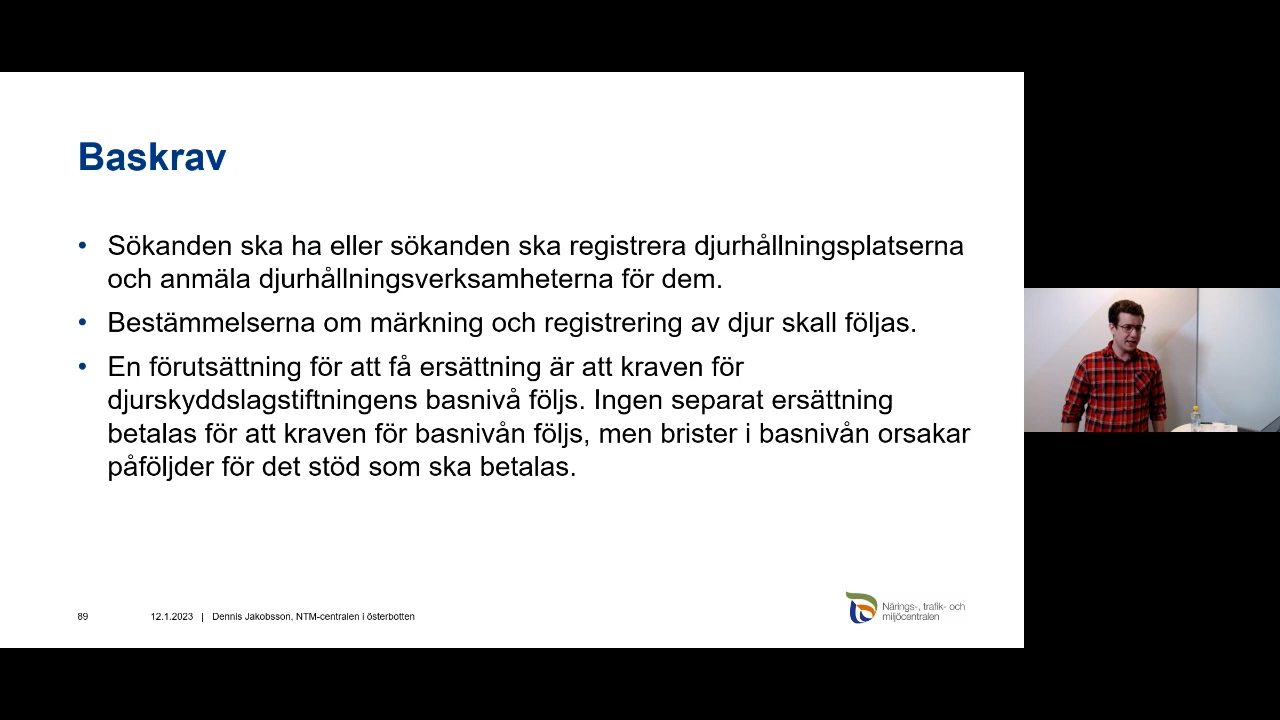 Baskrav
• Sökanden ska ha eller sökanden ska registrera djurhållningsplatserna
och anmäla djurhållningsverksamheterna för dem.
• Bestämmelserna om märkning och registrering av djur skall följas.
• En förutsättning för att få ersättning är att kraven för
djurskyddslagstiftningens basnivå följs. Ingen separat ersättning
betalas för att kraven för basnivån följs, men brister i basnivån orsakar
påföljder för det stöd som ska betalas.
89 12.1.2023 | Dennis Jakobsson, NTM-centralen i österbotten
Närings-, trafik- och
miljöcentralen